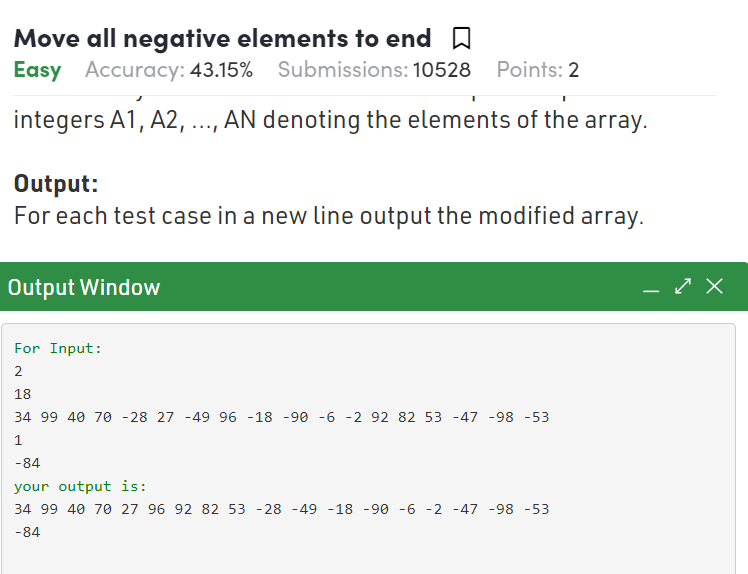 Move all negative elements to end
Easy Accuracy: 43.15% Submissions: 10528 Points: 2
integers A1, A2, ..., AN denoting the elements of the array.
Output:
For each test case in a new line output the modified array.
Output Window
For Input:
2
18
34 99 40 70 -28 27 -49 96 -18 -90 -6 -2 92 82 53 -47 -98 -53
1
-84
your output is:
34 99 40 70 27 96 92 82 53 -28 -49 -18 -90 -6 -2 -47 -98 -53
-84